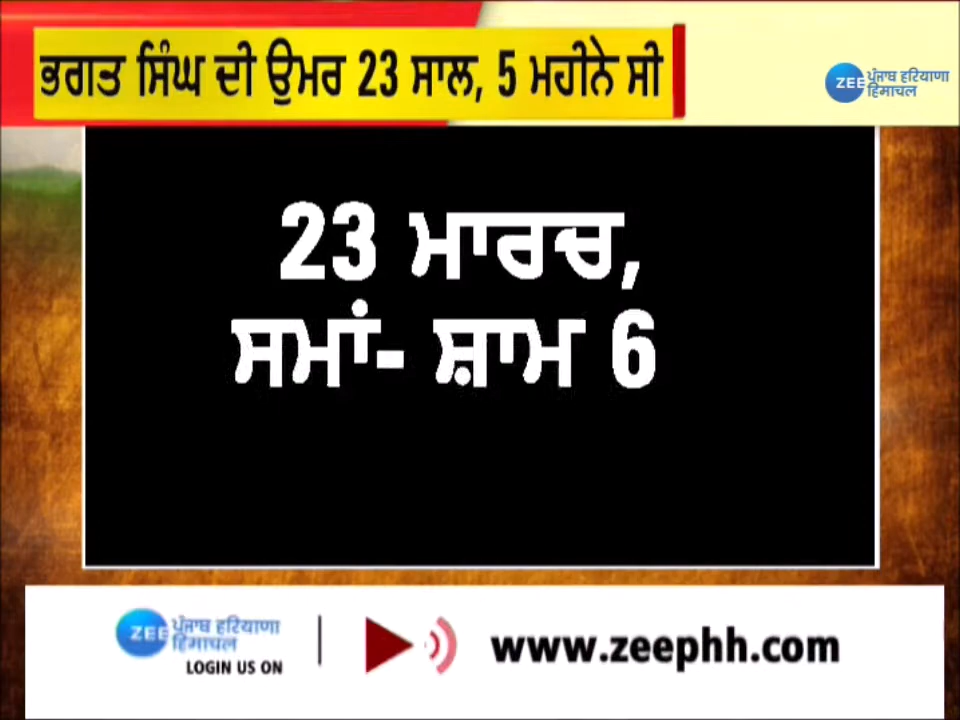 ਭਗਤ ਸਿੰਘ ਦੀ ਉਮਰ 23 ਸਾਲ, 5 ਮਹੀਨੇ ਸੀ
ZEE ਪੰਜਾਬ ਹਰਿਆਣਾ
ਹਿਮਾਚਲ
23 ਮਾਰਚ,
ਸਮਾਂ- ਸ਼ਾਮ 6
ZEE ਪੰਜਾਬ ਹਰਿਆਣਾ
ਹਿਮਾਚਲ
LOGIN US ON
www.zeephh.com